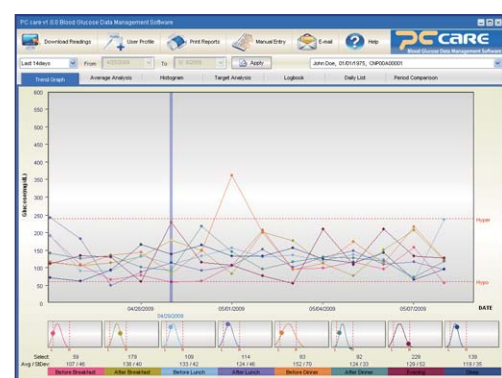 PC care v1.0.0 Blood Glucose Data Management Software
Download Readings User Profile Print Reports Manual Entry E-mail Help PCcare
Blood Glucose Data Management Software
Last 14days From To Apply John Doe, 01/01/1975, CNP00A00001
Trend Graph Average Analysis Histogram Target Analysis Logbook Daily List Period Comparison
600
550
500
450
400
350
300
250
200
150
100
50
0
Glucose(mg/dL)
Hyper
Hypo
04/28/2009 05/01/2009 05/04/2009 05/07/2009 DATE
04/29/2009
Select 59 179 109 114 83 92 228 139
Avg / StDev 107 / 46 138 / 40 133 / 42 124 / 46 152 / 70 124 / 33 129 / 52 119 / 35
Before Breakfast After Breakfast Before Lunch After Lunch Before Dinner After Dinner Evening Sleep